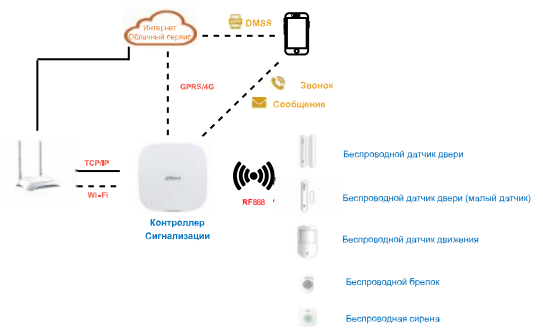 Интернет
Облачный сервис
DMSS
GPRS/4G
Звонок
Сообщение
TCP/IP
Wi-Fi
alhua
RF868
Контроллер
Сигнализации
Беспроводной датчик двери
Беспроводной датчик двери (малый датчик)
Беспроводной датчик движения
Беспроводной брелок
Беспроводная сирена